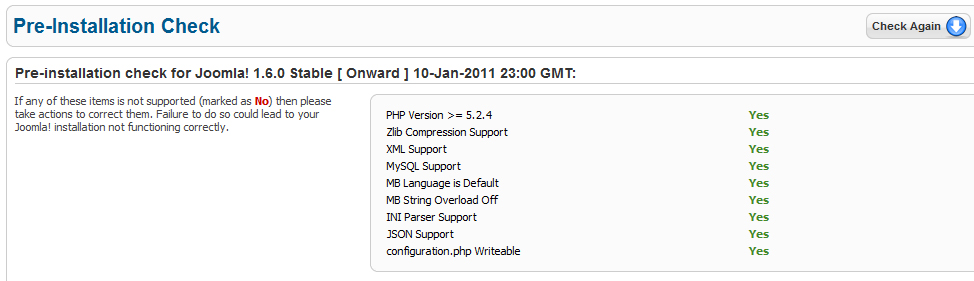 Pre-Installation Check
Check Again
Pre-installation check for Joomla! 1.6.0 Stable [ Onward ] 10-Jan-2011 23:00 GMT:
If any of these items is not supported (marked as No) then please
take actions to correct them. Failure to do so could lead to your
Joomla! installation not functioning correctly.
PHP Version >= 5.2.4 Yes
Zlib Compression Support Yes
XML Support Yes
MySQL Support Yes
MB Language is Default Yes
MB String Overload Off Yes
INI Parser Support Yes
JSON Support Yes
configuration.php Writeable Yes